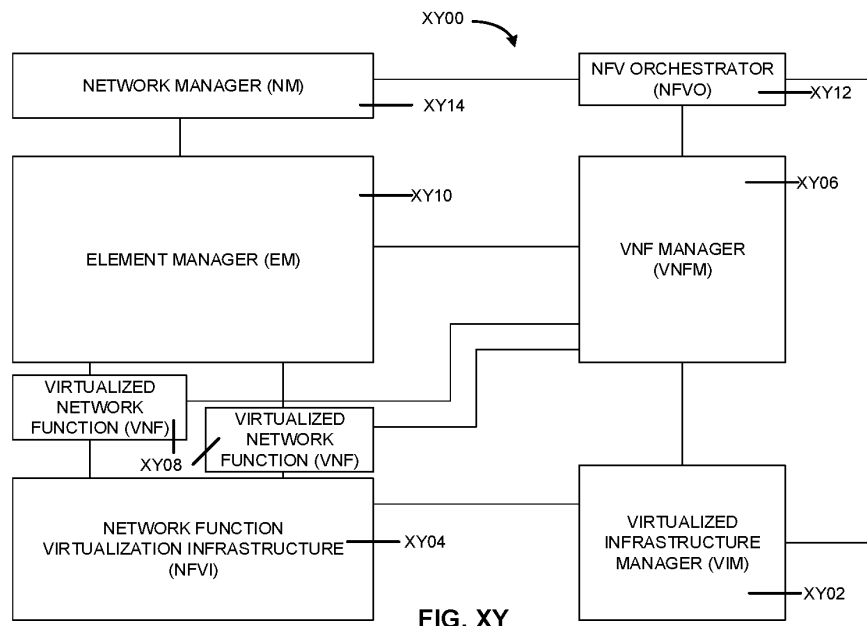 XY00
NETWORK MANAGER (NM)
XY14
NFV ORCHESTRATOR
(NFVO)
XY12
ELEMENT MANAGER (EM)
XY10
VNF MANAGER
(VNFM)
XY06
VIRTUALIZED
NETWORK
FUNCTION (VNF)
VIRTUALIZED
NETWORK
FUNCTION (VNF)
XY08
NETWORK FUNCTION
VIRTUALIZATION INFRASTRUCTURE
(NFVI)
XY04
VIRTUALIZED
INFRASTRUCTURE
MANAGER (VIM)
XY02
FIG. XY